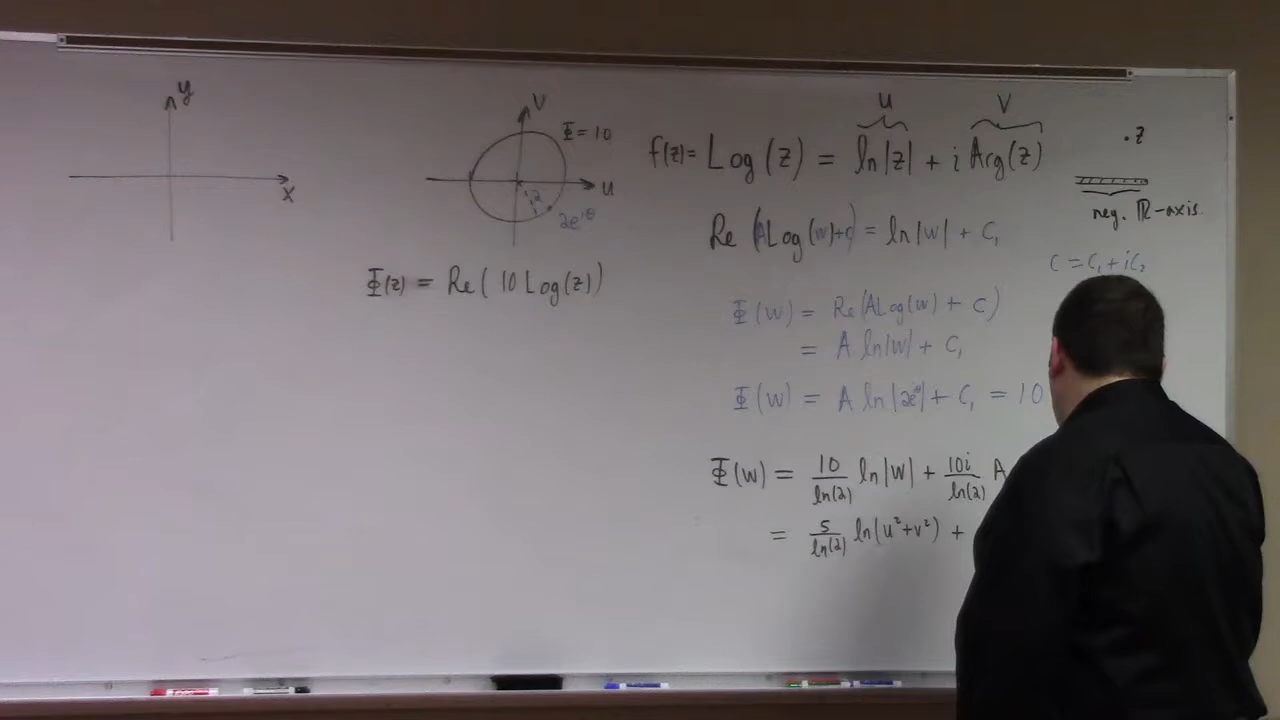 y
x
V
Φ = 10
u
2
2e^{iθ}
Φ(z) = Re( 10 Log(z) )
u V
f(z) = Log(z) = ln|z| + i Arg(z)
· z
neg. ℝ-axis.
Re (A Log(w)+c) = ln|w| + C₁
C = C₁ + iC₂
Φ(w) = Re(A Log(w) + C)
= A ln|w| + C₁
Φ(w) = A ln|2e^{iθ}| + C₁ = 10
Φ(w) = 10/ln(2) ln|w| + 10i/ln(2) A
= 5/ln(2) ln(u²+v²) +